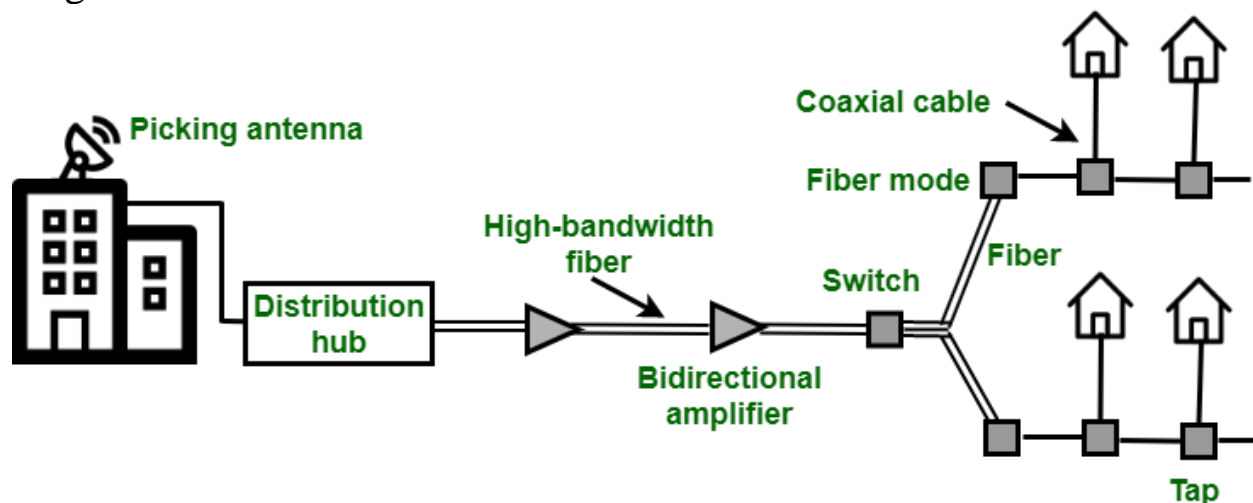 Picking antenna
Coaxial cable
Fiber mode
High-bandwidth
fiber
Fiber
Switch
Distribution
hub
Bidirectional
amplifier
Tap